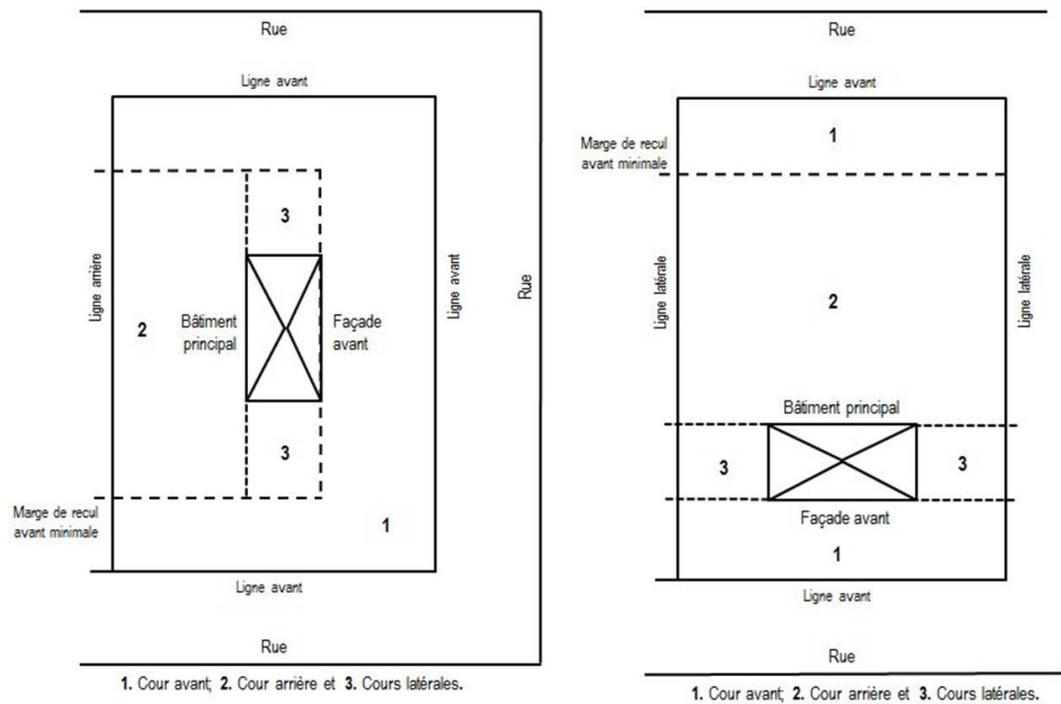 Rue
Ligne avant
3
Ligne arrière
2
Bâtiment
principal
Façade
avant
Ligne avant
Rue
3
Marge de recul
avant minimale
1
Ligne avant
Rue
1. Cour avant; 2. Cour arrière et 3. Cours latérales.
Rue
Ligne avant
1
Marge de recul
avant minimale
Ligne latérale
2
Ligne latérale
Bâtiment principal
3
3
Façade avant
1
Ligne avant
Rue
1. Cour avant; 2. Cour arrière et 3. Cours latérales.